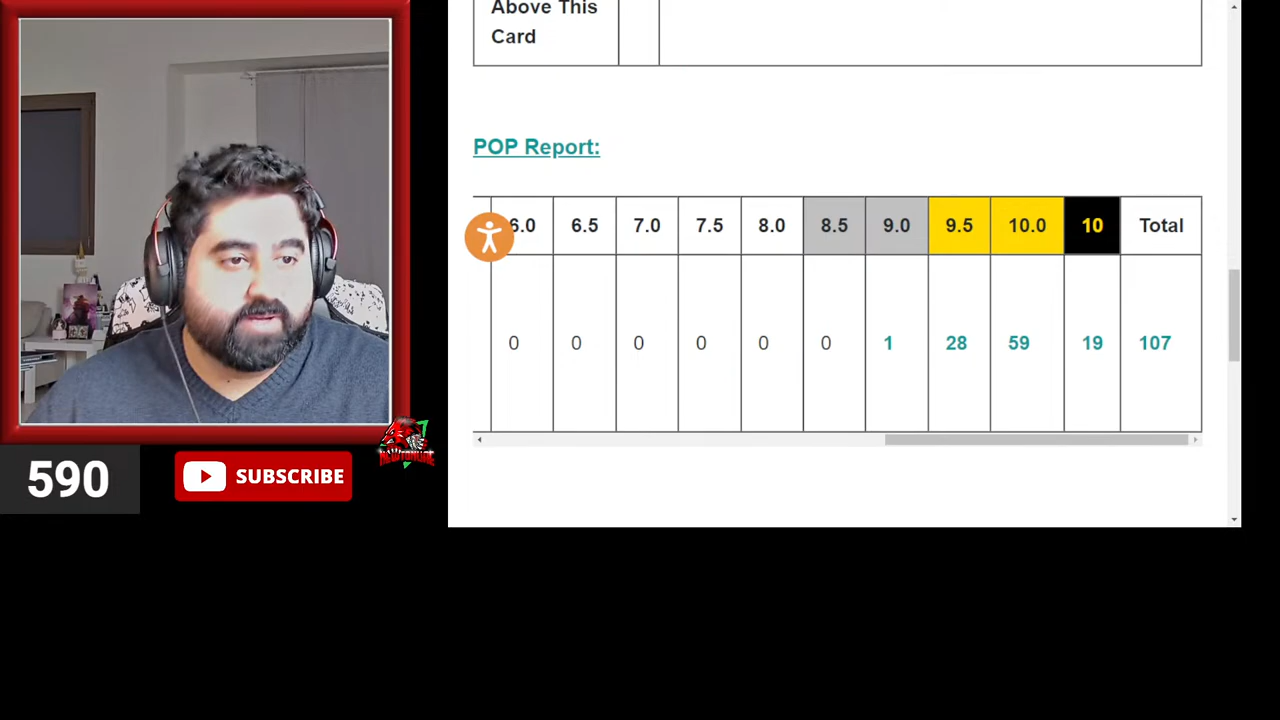 Above This
Card
POP Report:
6.0 6.5 7.0 7.5 8.0 8.5 9.0 9.5 10.0 10 Total
0 0 0 0 0 0 1 28 59 19 107
590
SUBSCRIBE